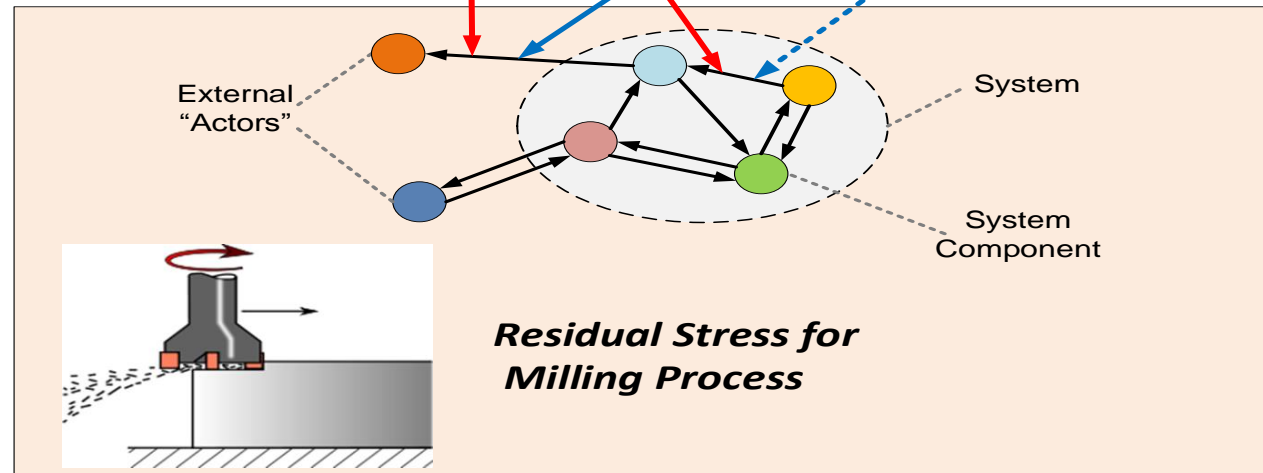 External
“Actors”
System
System
Component
Residual Stress for
Milling Process